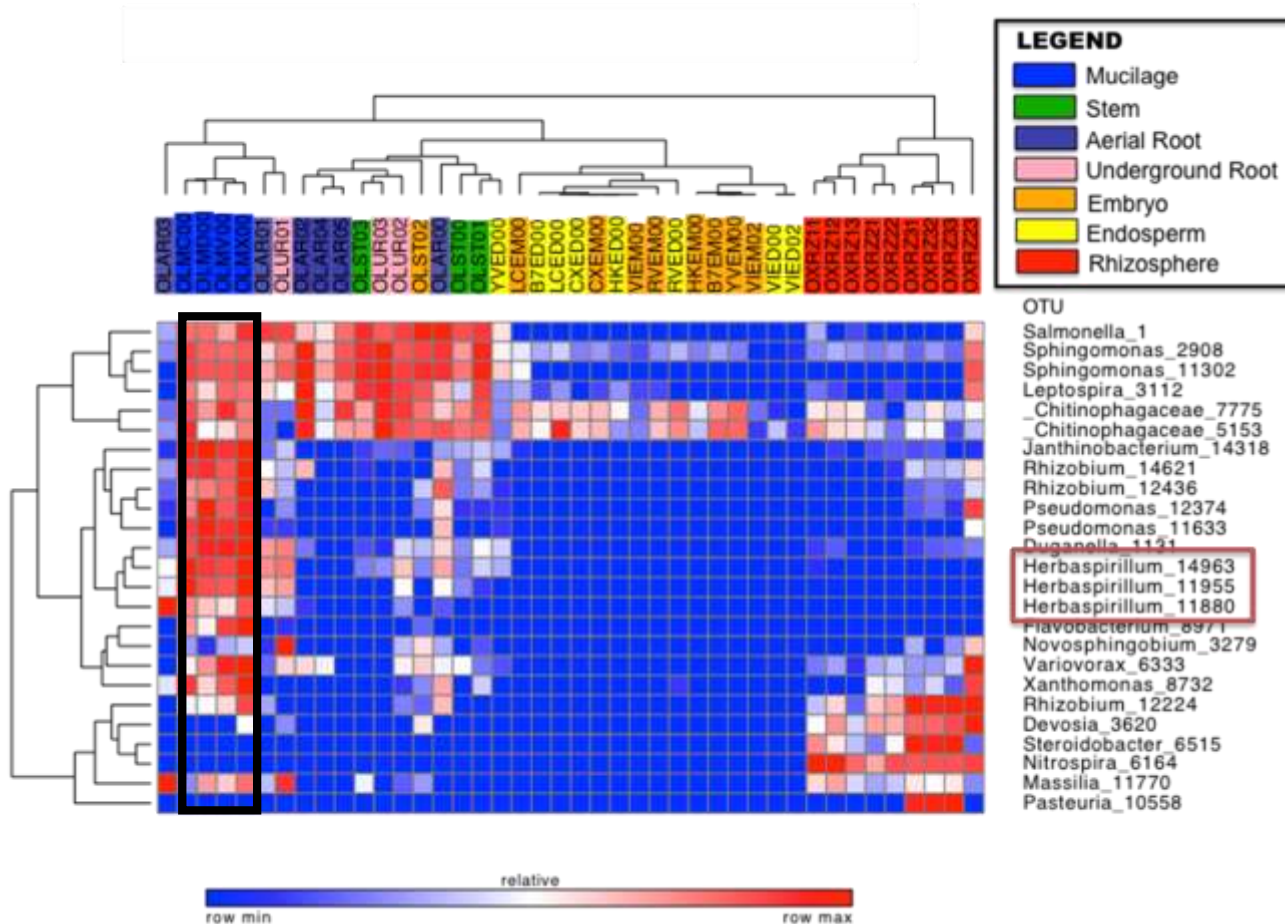 LEGEND
Mucilage
Stem
Aerial Root
Underground Root
Embryo
Endosperm
Rhizosphere
OLAR03
OLMC00
OLMD00
OLMV00
OLMX00
OLAR01
OLUR01
OLAR02
OLAR04
OLAR05
OLST03
OLUR03
OLUR02
OLST02
OLAR00
OLST00
OLST01
YVED00
LCEM00
B7ED00
LCED00
CXED00
CXEM00
HKED00
VIEM00
RVEM00
RVED00
HKEM00
B7EM00
YVEM00
VIEM02
VIED00
VIED02
OXRZ11
OXRZ12
OXRZ13
OXRZ21
OXRZ22
OXRZ31
OXRZ32
OXRZ33
OXRZ23
OTU
Salmonella_1
Sphingomonas_2908
Sphingomonas_11302
Leptospira_3112
_Chitinophagaceae_7775
_Chitinophagaceae_5153
Janthinobacterium_14318
Rhizobium_14621
Rhizobium_12436
Pseudomonas_12374
Pseudomonas_11633
Duganella_1131
Herbaspirillum_14963
Herbaspirillum_11955
Herbaspirillum_11880
Flavobacterium_8971
Novosphingobium_3279
Variovorax_6333
Xanthomonas_8732
Rhizobium_12224
Devosia_3620
Steroidobacter_6515
Nitrospira_6164
Massilia_11770
Pasteuria_10558
relative
row min row max